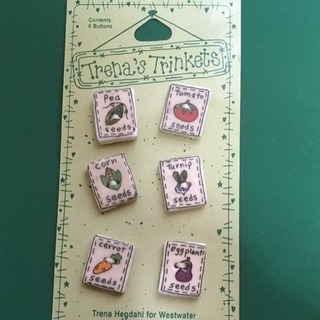 Contents:
6 Buttons
Trena's Trinkets
Pea
seeds
Tomato
seeds
corn
seeds
Turnip
seeds
carrot
seeds
eggplant
seeds
Trena Hegdahl for Westwater